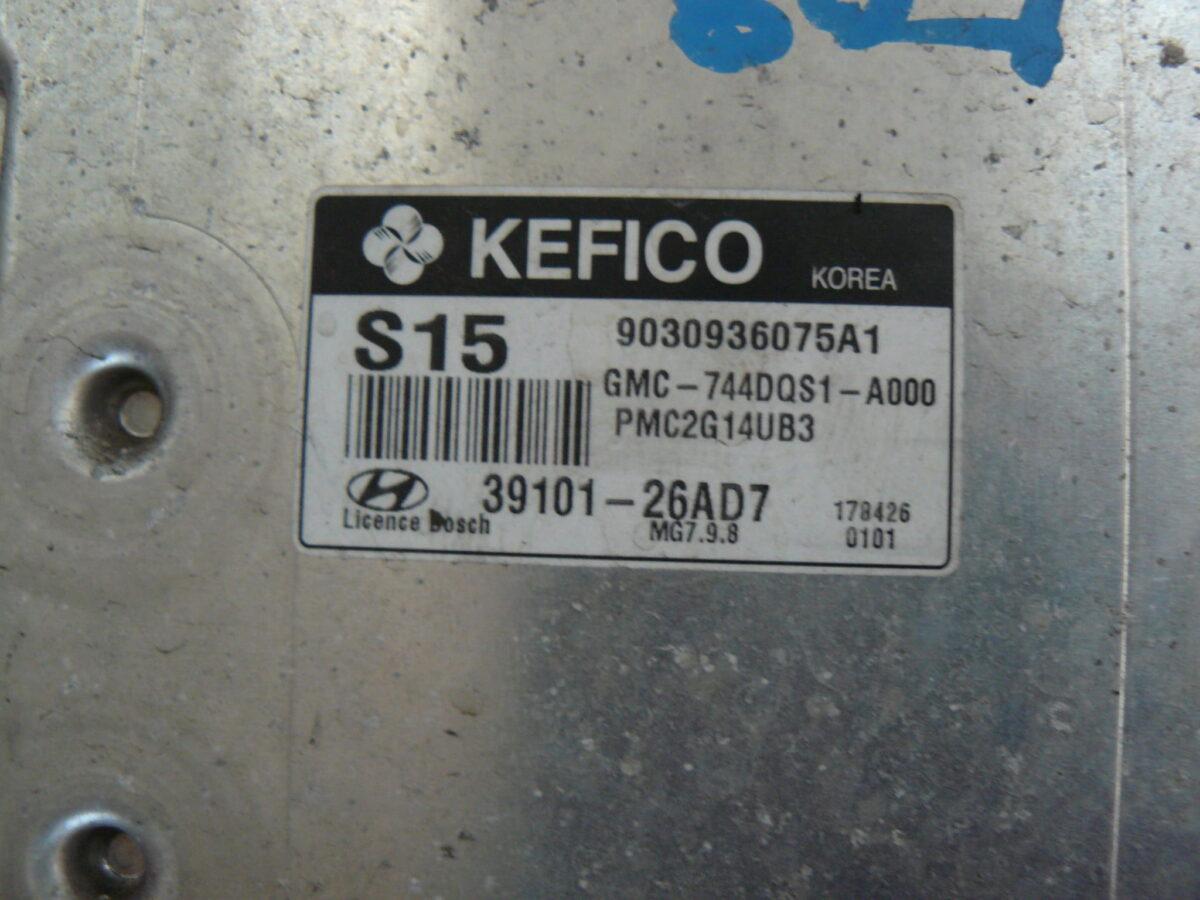 KEFICO KOREA
S15 9030936075A1
GMC-744DQS1-A000
PMC2G14UB3
39101-26AD7 178426
Licence Bosch MG7.9.8 0101